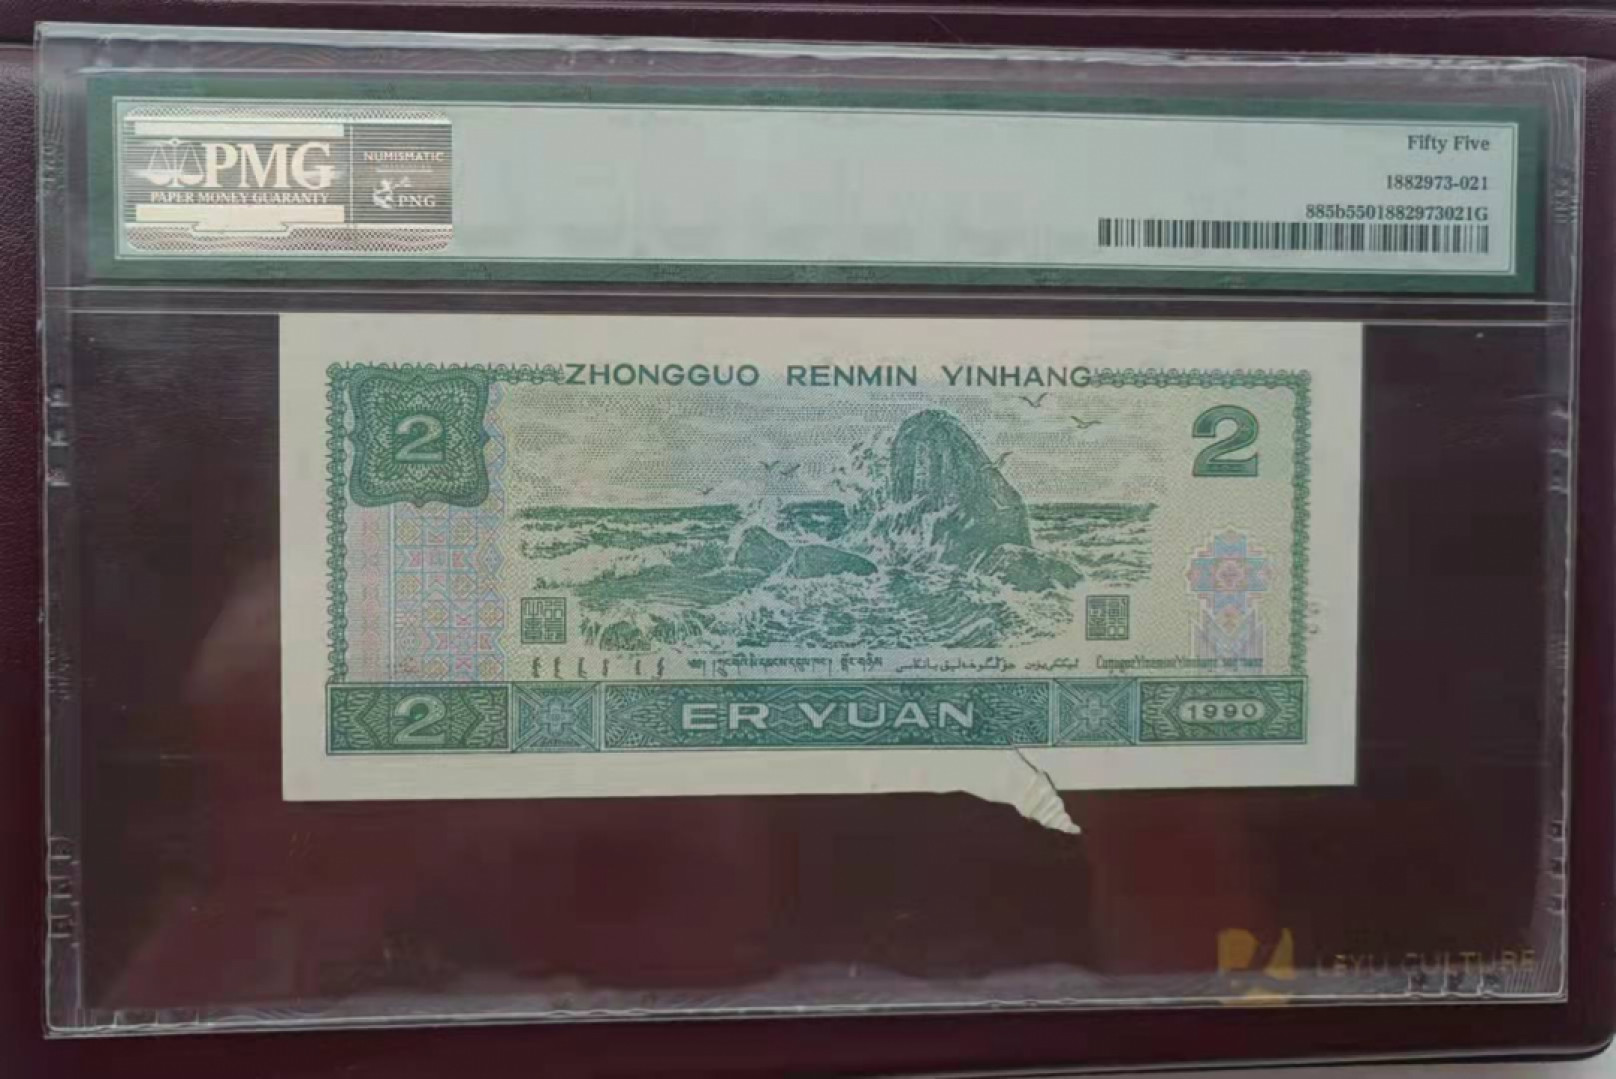 PMG
PAPER MONEY GUARANTY
NUMISMATIC
PNG
Fifty Five
1882973-021
885b5501882973021G
ZHONGGUO RENMIN YINHANG
2
2
2
ER YUAN
1990
LEYU CULTURE